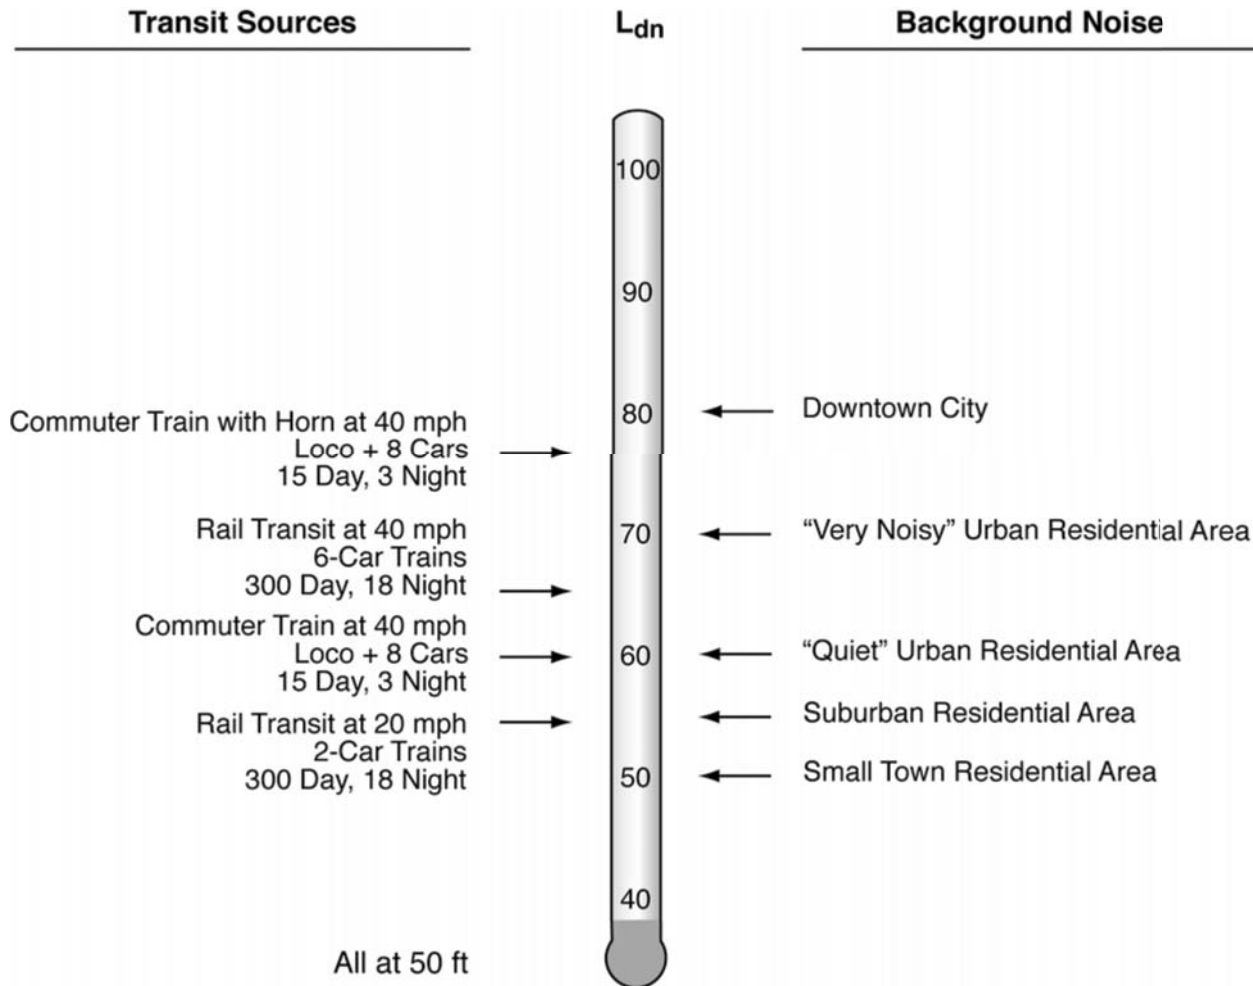 Transit Sources
Ldn
Background Noise
100
90
80
70
60
50
40
Commuter Train with Horn at 40 mph
Loco + 8 Cars
15 Day, 3 Night
Rail Transit at 40 mph
6-Car Trains
300 Day, 18 Night
Commuter Train at 40 mph
Loco + 8 Cars
15 Day, 3 Night
Rail Transit at 20 mph
2-Car Trains
300 Day, 18 Night
All at 50 ft
Downtown City
“Very Noisy” Urban Residential Area
“Quiet” Urban Residential Area
Suburban Residential Area
Small Town Residential Area